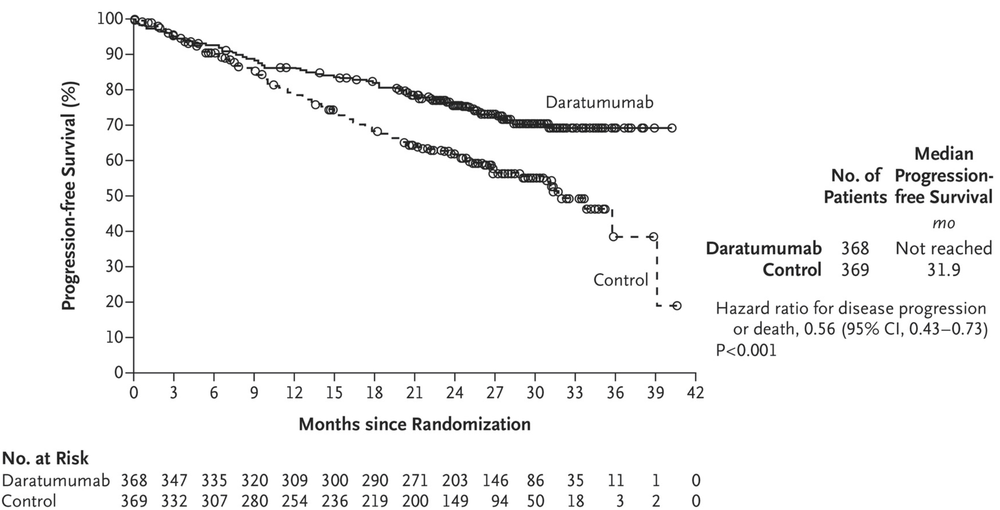 100
90
80
70
60
50
40
30
20
10
0
Progression-free Survival (%)
Daratumumab
Control
0 3 6 9 12 15 18 21 24 27 30 33 36 39 42
Months since Randomization
Median
No. of Progression-
Patients free Survival
mo
Daratumumab 368 Not reached
Control 369 31.9
Hazard ratio for disease progression
or death, 0.56 (95% CI, 0.43–0.73)
P<0.001
No. at Risk
Daratumumab 368 347 335 320 309 300 290 271 203 146 86 35 11 1 0
Control 369 332 307 280 254 236 219 200 149 94 50 18 3 2 0